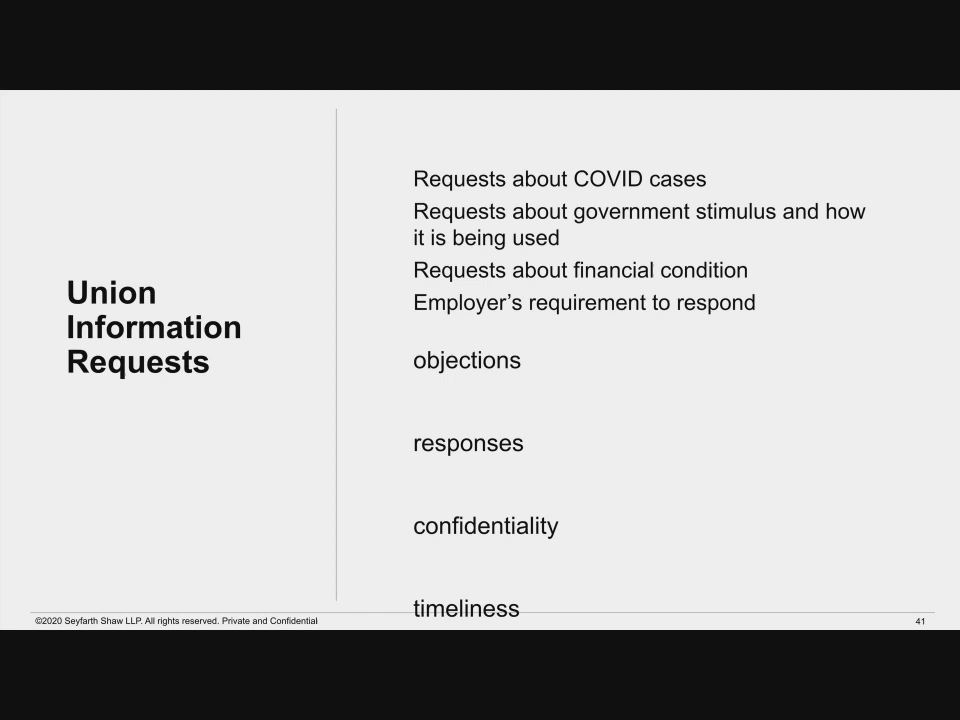 Union
Information
Requests
Requests about COVID cases
Requests about government stimulus and how
it is being used
Requests about financial condition
Employer’s requirement to respond
objections
responses
confidentiality
timeliness
©2020 Seyfarth Shaw LLP. All rights reserved. Private and Confidential
41